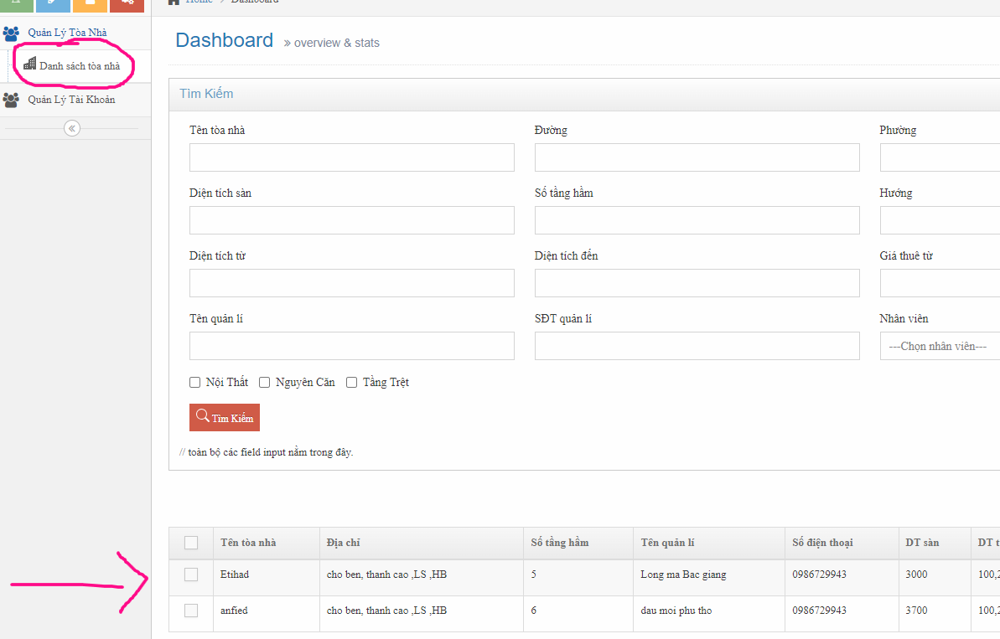 Home > Dashboard
Quản Lý Tòa Nhà
Danh sách tòa nhà
Quản Lý Tài Khoản
Dashboard » overview & stats
Tìm Kiếm
Tên tòa nhà Đường Phường
Diện tích sàn Số tầng hầm Hướng
Diện tích từ Diện tích đến Giá thuê từ
Tên quản lí SĐT quản lí Nhân viên
---Chọn nhân viên---
Nội Thất Nguyên Căn Tầng Trệt
Tìm Kiếm
// toàn bộ các field input nằm trong đây.
Tên tòa nhà Địa chỉ Số tầng hầm Tên quản lí Số điện thoại DT sàn DT t
Etihad cho ben, thanh cao ,LS ,HB 5 Long ma Bac giang 0986729943 3000 100,2
anfied cho ben, thanh cao ,LS ,HB 6 dau moi phu tho 0986729943 3700 100,2